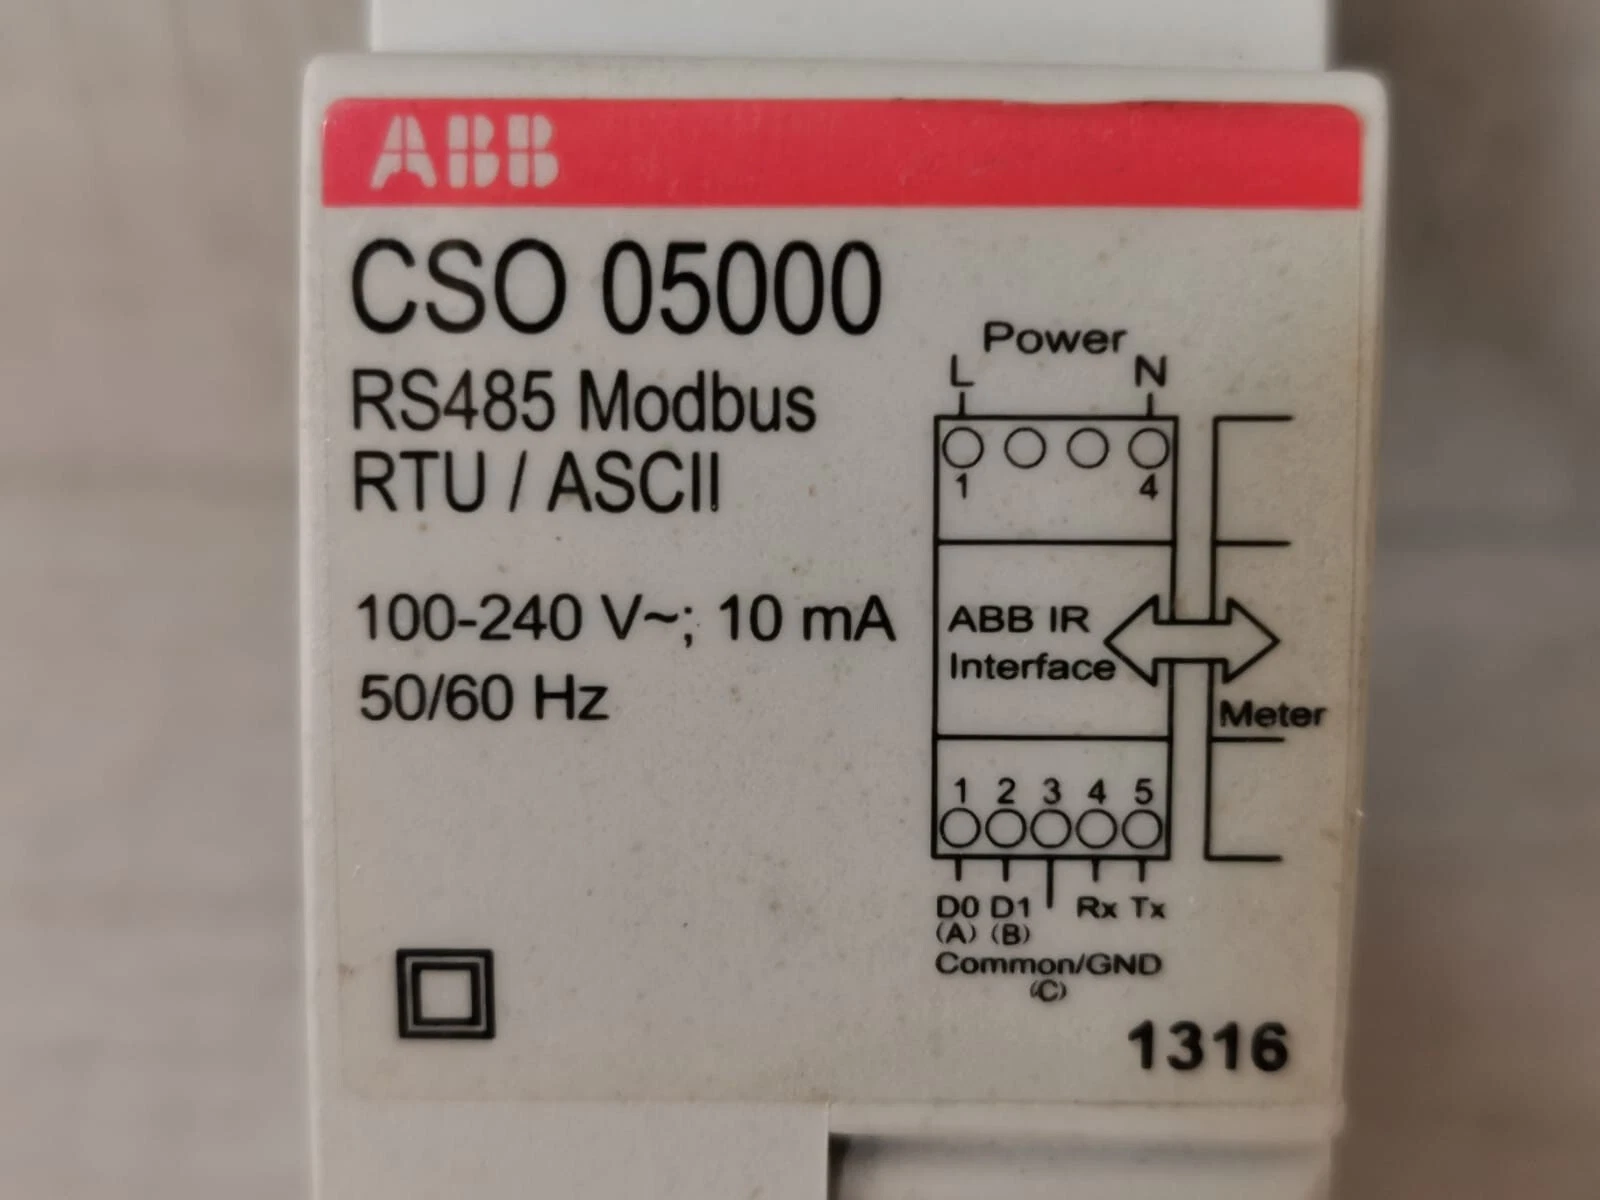 ABB
CSO 05000
RS485 Modbus
RTU / ASCII
100-240 V~; 10 mA
50/60 Hz
Power
L N
1 4
ABB IR
Interface
Meter
1 2 3 4 5
D0 D1 Rx Tx
(A) (B)
Common/GND
(C)
1316